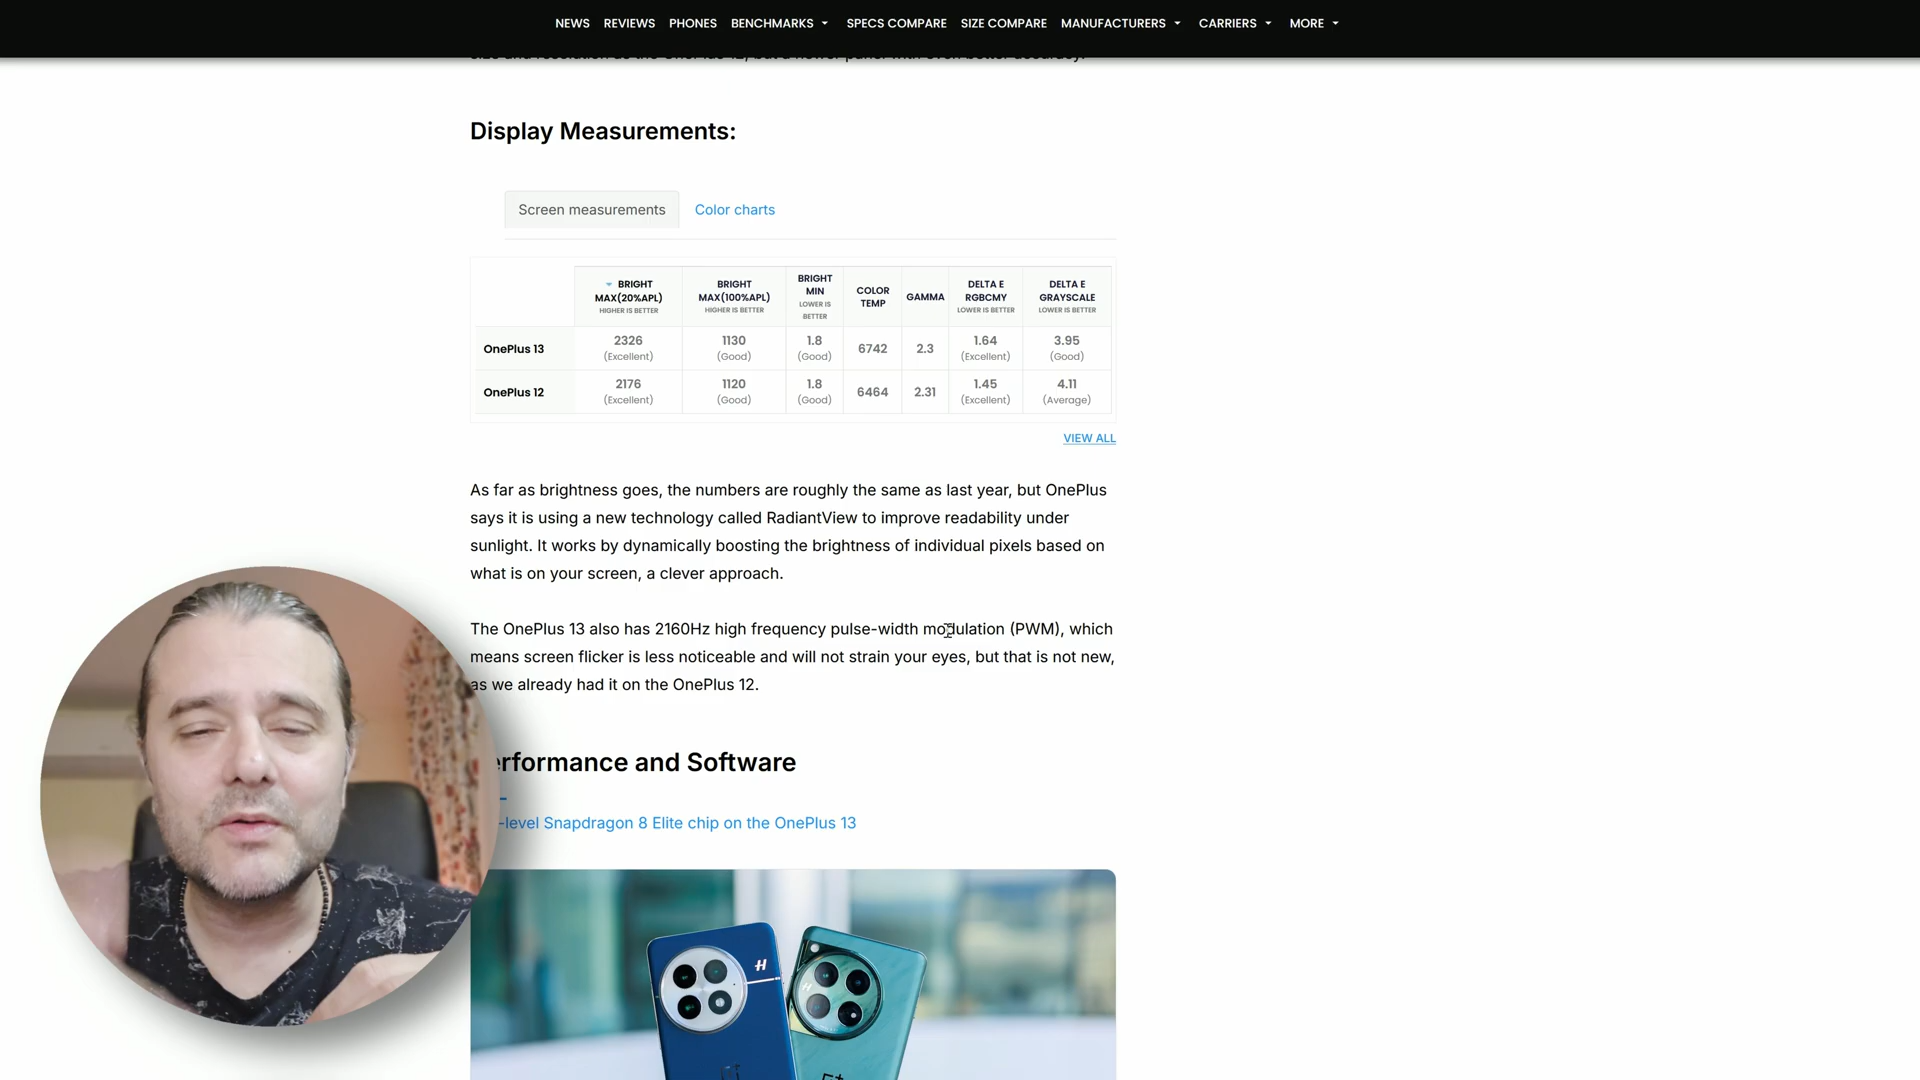 NEWS REVIEWS PHONES BENCHMARKS SPECS COMPARE SIZE COMPARE MANUFACTURERS CARRIERS MORE
Display Measurements:
Screen measurements Color charts
BRIGHT MAX(20%APL) HIGHER IS BETTER
BRIGHT MAX(100%APL) HIGHER IS BETTER
BRIGHT MIN LOWER IS BETTER
COLOR TEMP
GAMMA
DELTA E RGBCMY LOWER IS BETTER
DELTA E GRAYSCALE LOWER IS BETTER
OnePlus 13 2326 (Excellent) 1130 (Good) 1.8 (Good) 6742 2.3 1.64 (Excellent) 3.95 (Good)
OnePlus 12 2176 (Excellent) 1120 (Good) 1.8 (Good) 6464 2.31 1.45 (Excellent) 4.11 (Average)
VIEW ALL
As far as brightness goes, the numbers are roughly the same as last year, but OnePlus
says it is using a new technology called RadiantView to improve readability under
sunlight. It works by dynamically boosting the brightness of individual pixels based on
what is on your screen, a clever approach.
The OnePlus 13 also has 2160Hz high frequency pulse-width modulation (PWM), which
means screen flicker is less noticeable and will not strain your eyes, but that is not new,
as we already had it on the OnePlus 12.
erformance and Software
-level Snapdragon 8 Elite chip on the OnePlus 13